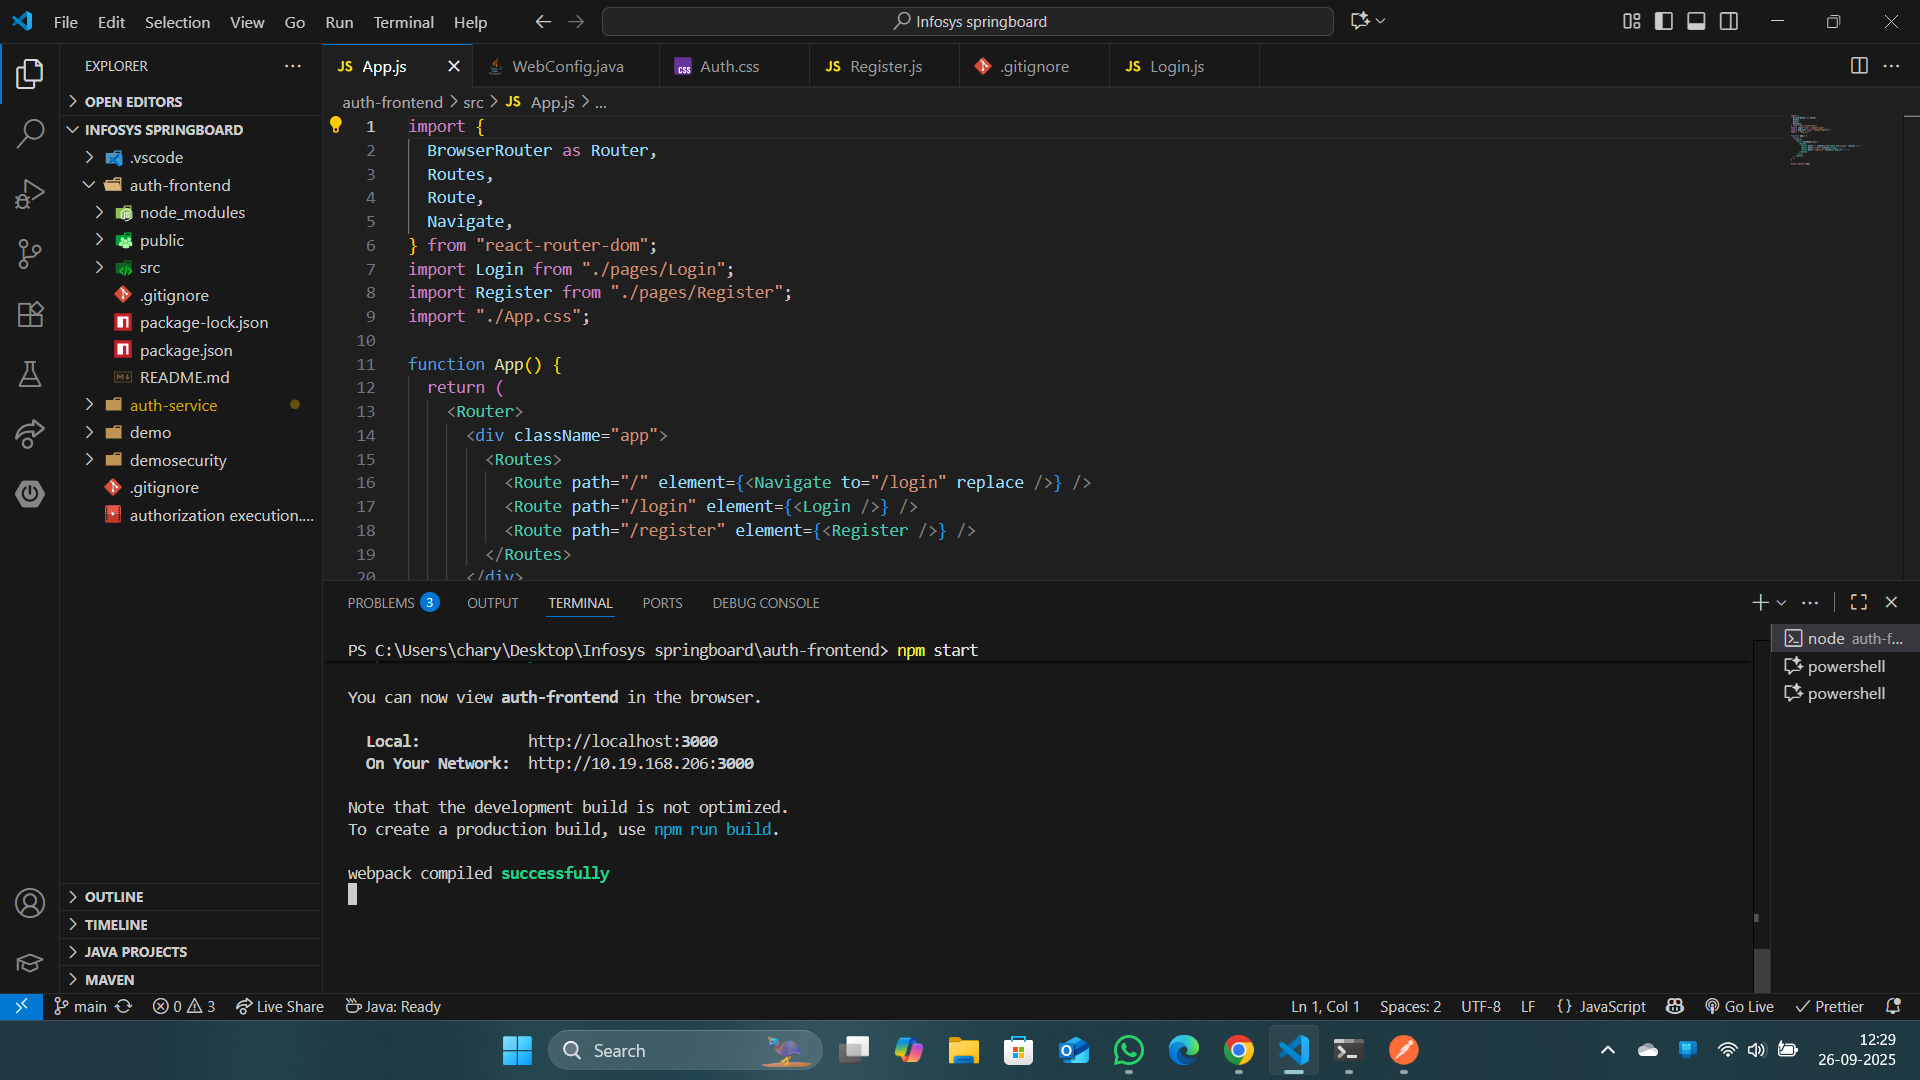 File Edit Selection View Go Run Terminal Help
Infosys springboard
EXPLORER
OPEN EDITORS
INFOSYS SPRINGBOARD
.vscode
auth-frontend
node_modules
public
src
.gitignore
package-lock.json
package.json
README.md
auth-service
demo
demosecurity
.gitignore
authorization execution....
OUTLINE
TIMELINE
JAVA PROJECTS
MAVEN
JS App.js
WebConfig.java
css Auth.css
JS Register.js
.gitignore
JS Login.js
auth-frontend > src > JS App.js > ...
1 import {
2 BrowserRouter as Router,
3 Routes,
4 Route,
5 Navigate,
6 } from "react-router-dom";
7 import Login from "./pages/Login";
8 import Register from "./pages/Register";
9 import "./App.css";
10
11 function App() {
12 return (
13 <Router>
14 <div className="app">
15 <Routes>
16 <Route path="/" element={<Navigate to="/login" replace />} />
17 <Route path="/login" element={<Login />} />
18 <Route path="/register" element={<Register />} />
19 </Routes>
20 </div>
PROBLEMS 3 OUTPUT TERMINAL PORTS DEBUG CONSOLE
PS C:\Users\chary\Desktop\Infosys springboard\auth-frontend> npm start
You can now view auth-frontend in the browser.
Local: http://localhost:3000
On Your Network: http://10.19.168.206:3000
Note that the development build is not optimized.
To create a production build, use npm run build.
webpack compiled successfully
node auth-f...
powershell
powershell
main 0 3 Live Share Java: Ready
Ln 1, Col 1 Spaces: 2 UTF-8 LF {} JavaScript Go Live Prettier
Search
12:29
26-09-2025